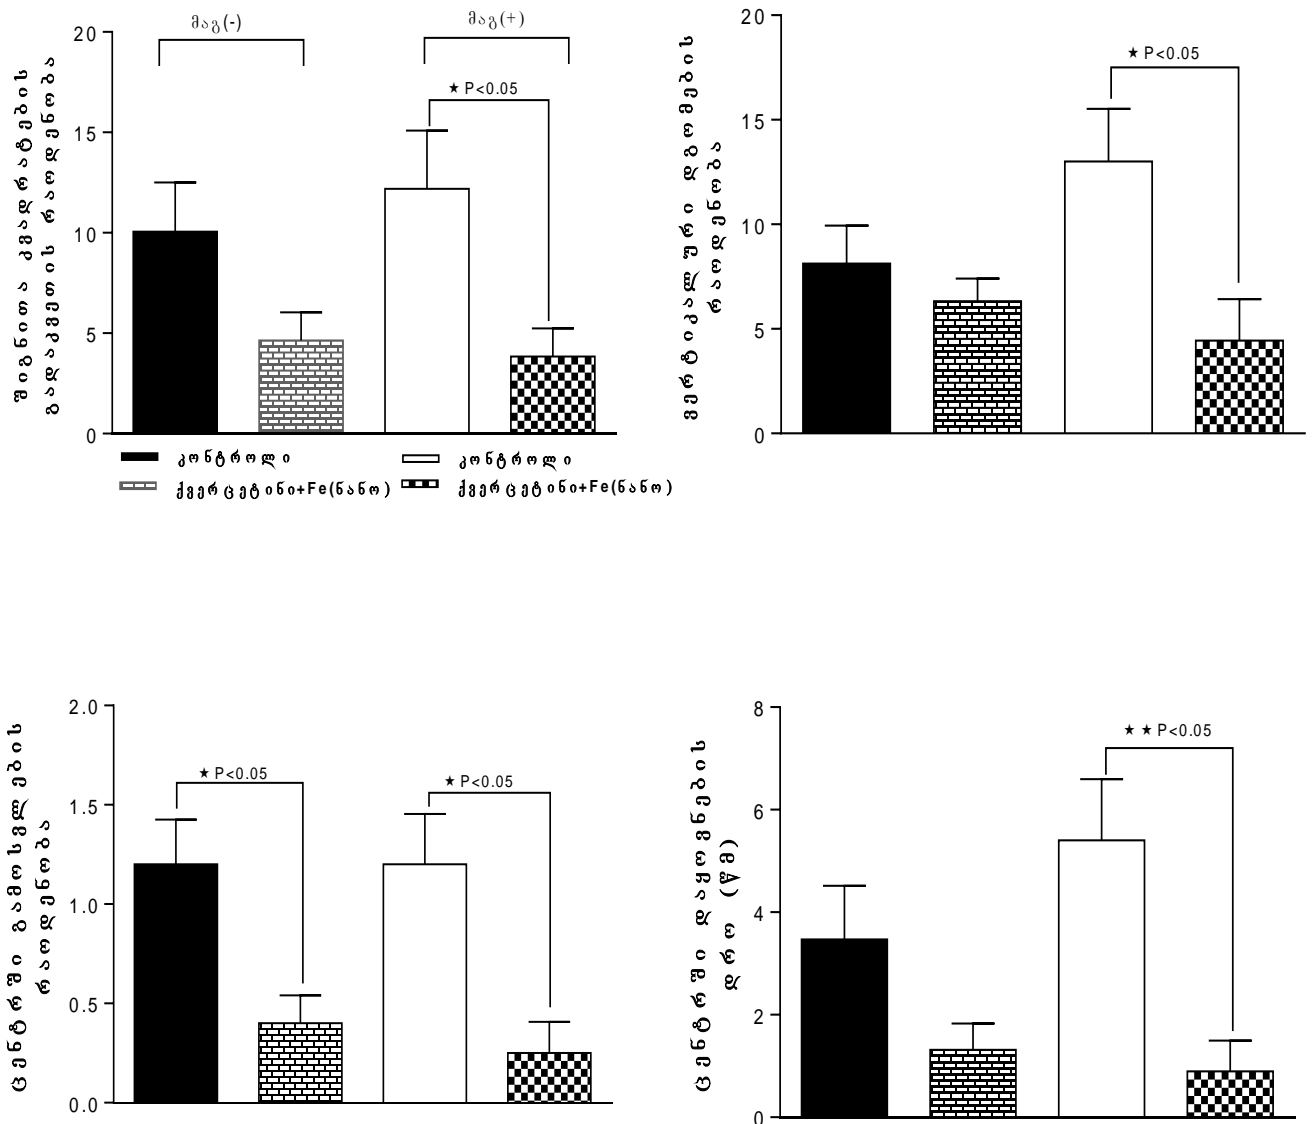 მაგ(-)
მაგ(+)
★ P<0.05
შიგნითა კვადრატების
გადაკვეთის რაოდენობა
20
15
10
5
0
კონტროლი
კონტროლი
ქვერცეტინი+Fe(ნანო)
ქვერცეტინი+Fe(ნანო)
★ P<0.05
ვერტიკალური დგომების
რაოდენობა
20
15
10
5
0
★ P<0.05
★ P<0.05
ცენტრში გამოსვლების
რაოდენობა
2.0
1.5
1.0
0.5
0.0
★ ★ P<0.05
ცენტრში დაყოვნების
დრო (წმ)
8
6
4
2
0